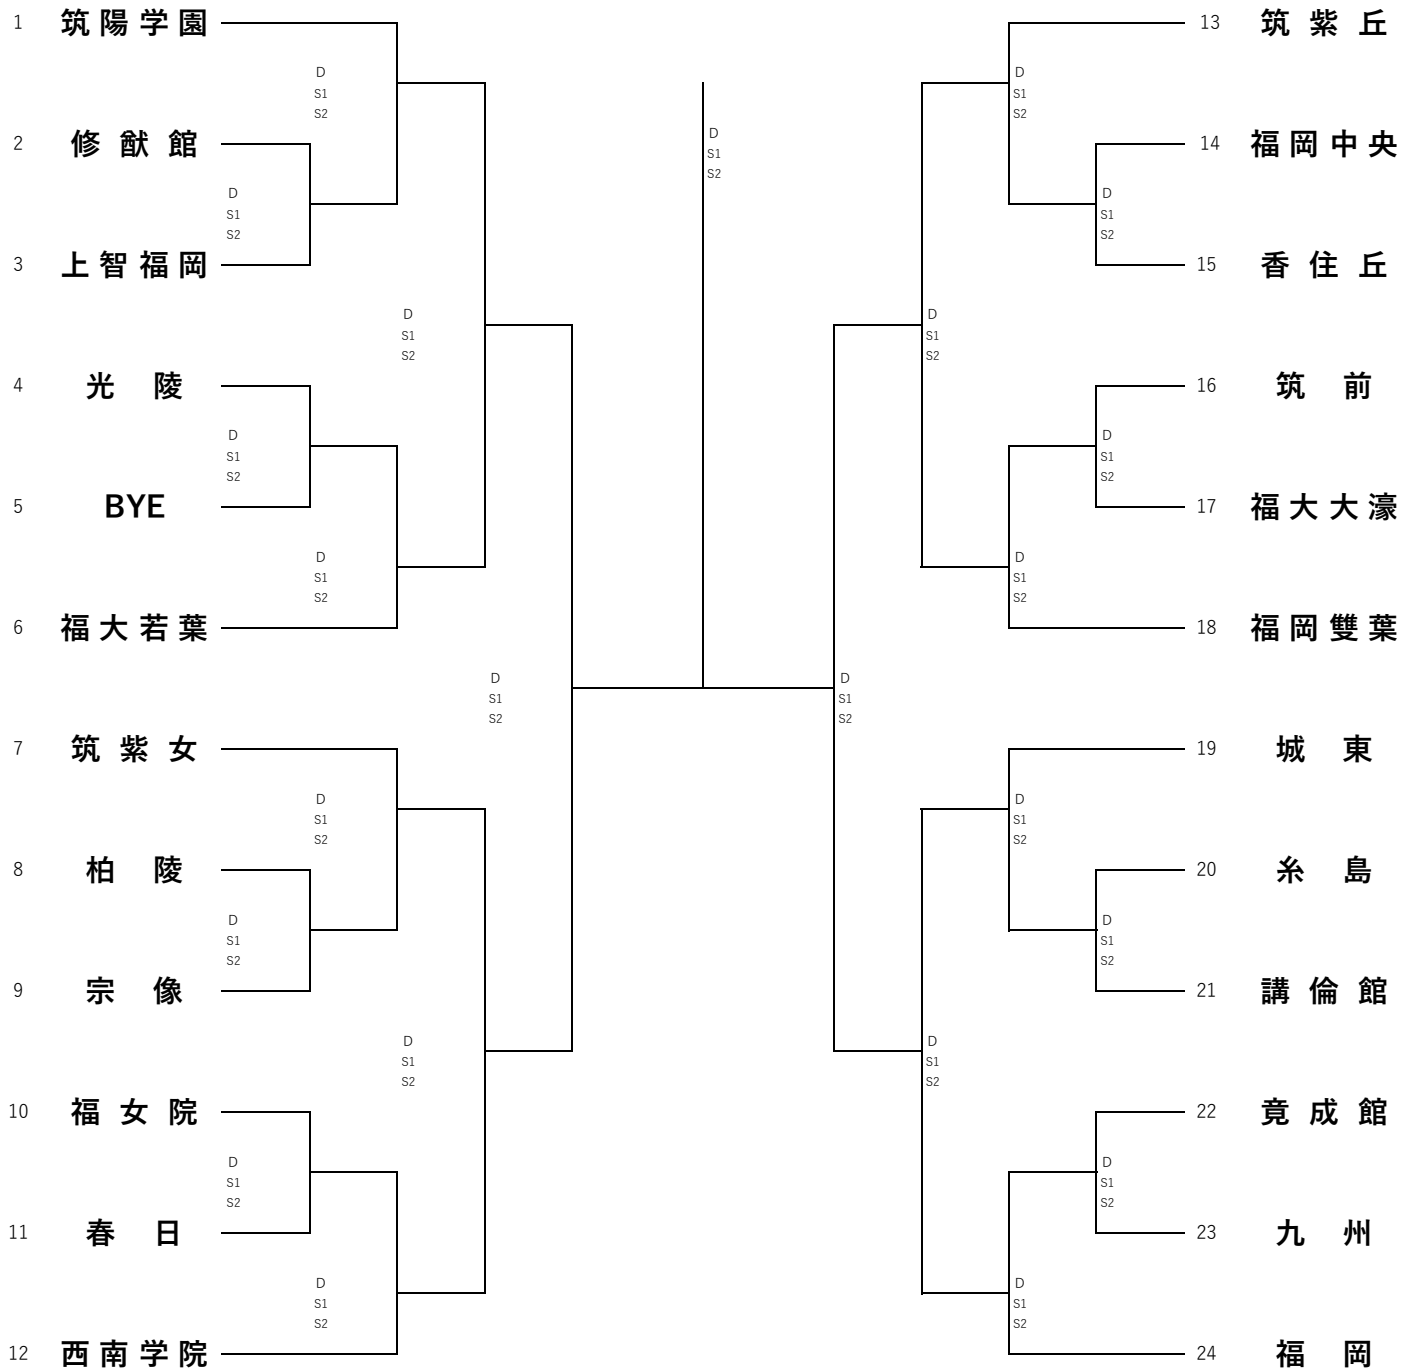 1 筑陽学園
D
S1
S2
2 修猷館
D
S1
S2
3 上智福岡
D
S1
S2
4 光陵
D
S1
S2
5 BYE
D
S1
S2
6 福大若葉
D
S1
S2
7 筑紫女
D
S1
S2
8 柏陵
D
S1
S2
9 宗像
D
S1
S2
10 福女院
D
S1
S2
11 春日
D
S1
S2
12 西南学院
D
S1
S2
13 筑紫丘
D
S1
S2
14 福岡中央
D
S1
S2
15 香住丘
D
S1
S2
16 筑前
D
S1
S2
17 福大大濠
D
S1
S2
18 福岡雙葉
D
S1
S2
19 城東
D
S1
S2
20 糸島
D
S1
S2
21 講倫館
D
S1
S2
22 竟成館
D
S1
S2
23 九州
D
S1
S2
24 福岡